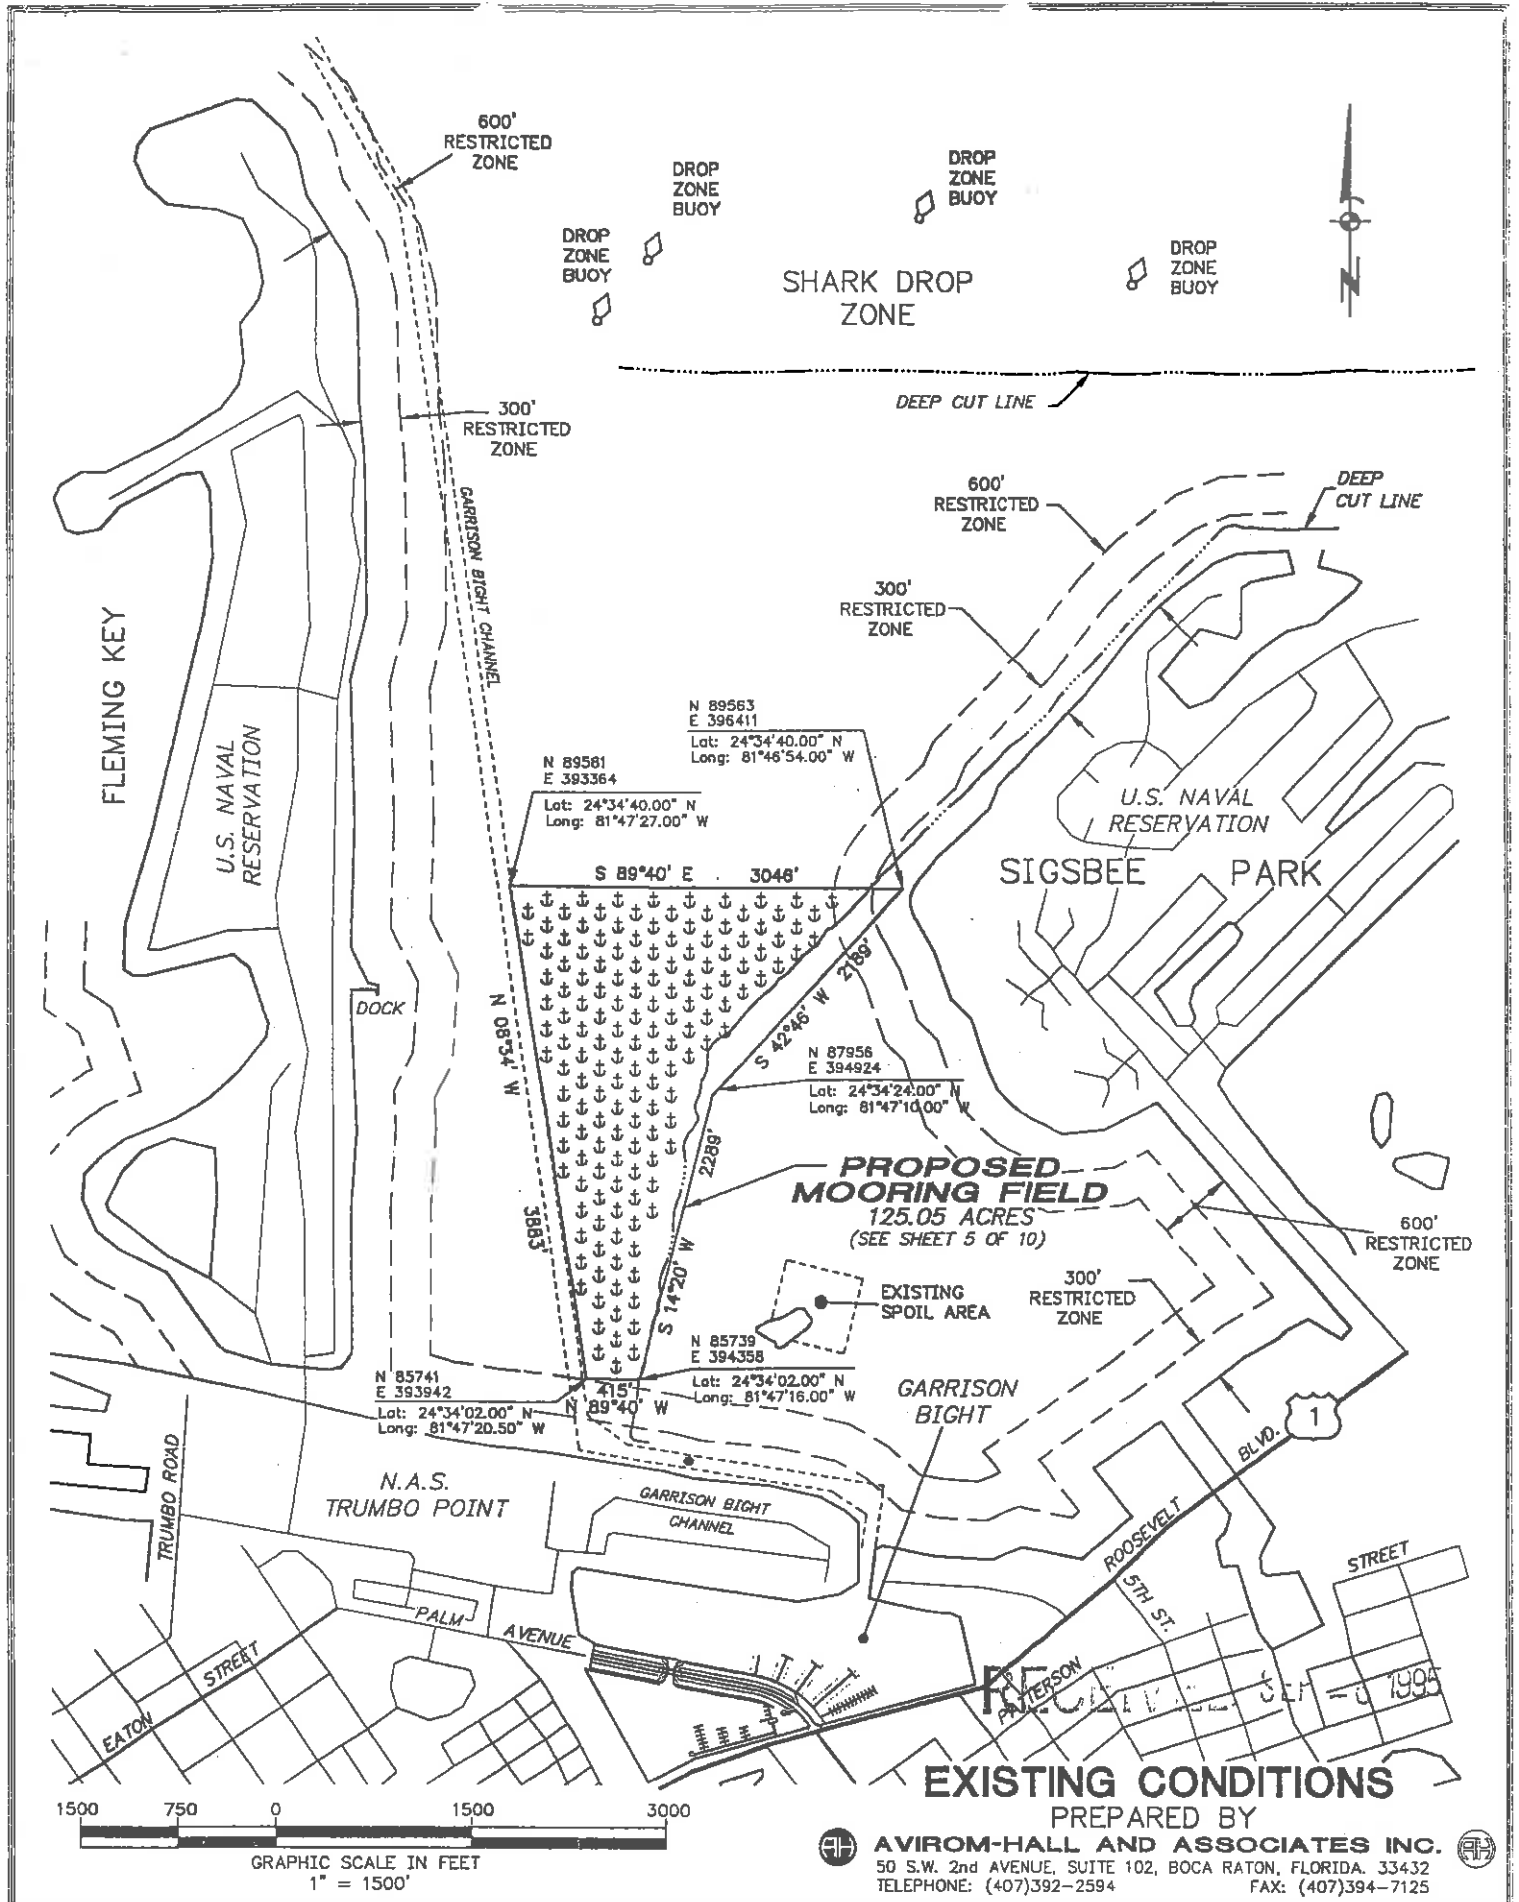 600'
RESTRICTED
ZONE
DROP
ZONE
BUOY
DROP
ZONE
BUOY
DROP
ZONE
BUOY
DROP
ZONE
BUOY
SHARK DROP
ZONE
N
DEEP CUT LINE
300'
RESTRICTED
ZONE
GARRISON BIGHT CHANNEL
600'
RESTRICTED
ZONE
DEEP
CUT LINE
300'
RESTRICTED
ZONE
FLEMING KEY
U.S. NAVAL
RESERVATION
N 89563
E 396411
Lat: 24°34'40.00" N
Long: 81°46'54.00" W
N 89581
E 393364
Lat: 24°34'40.00" N
Long: 81°47'27.00" W
U.S. NAVAL
RESERVATION
SIGSBEE PARK
S 89°40' E 3046'
DOCK
N 08°34' W
3883'
S 42°46' W 2189'
N 87956
E 394924
Lat: 24°34'24.00" N
Long: 81°47'10.00" W
2289'
S 14°20' W
PROPOSED
MOORING FIELD
125.05 ACRES
(SEE SHEET 5 OF 10)
600'
RESTRICTED
ZONE
EXISTING
SPOIL AREA
300'
RESTRICTED
ZONE
N 85739
E 394358
Lat: 24°34'02.00" N
Long: 81°47'16.00" W
N 85741
E 393942
Lat: 24°34'02.00" N
Long: 81°47'20.50" W
415'
N 89°40' W
GARRISON
BIGHT
1
ROOSEVELT BLVD.
TRUMBO ROAD
N.A.S.
TRUMBO POINT
GARRISON BIGHT
CHANNEL
STREET
5TH ST.
PALM AVENUE
EATON STREET
PATTERSON
1995
EXISTING CONDITIONS
PREPARED BY
AH AVIROM-HALL AND ASSOCIATES INC. AH
50 S.W. 2nd AVENUE, SUITE 102, BOCA RATON, FLORIDA. 33432
TELEPHONE: (407)392-2594 FAX: (407)394-7125
1500 750 0 1500 3000
GRAPHIC SCALE IN FEET
1" = 1500'